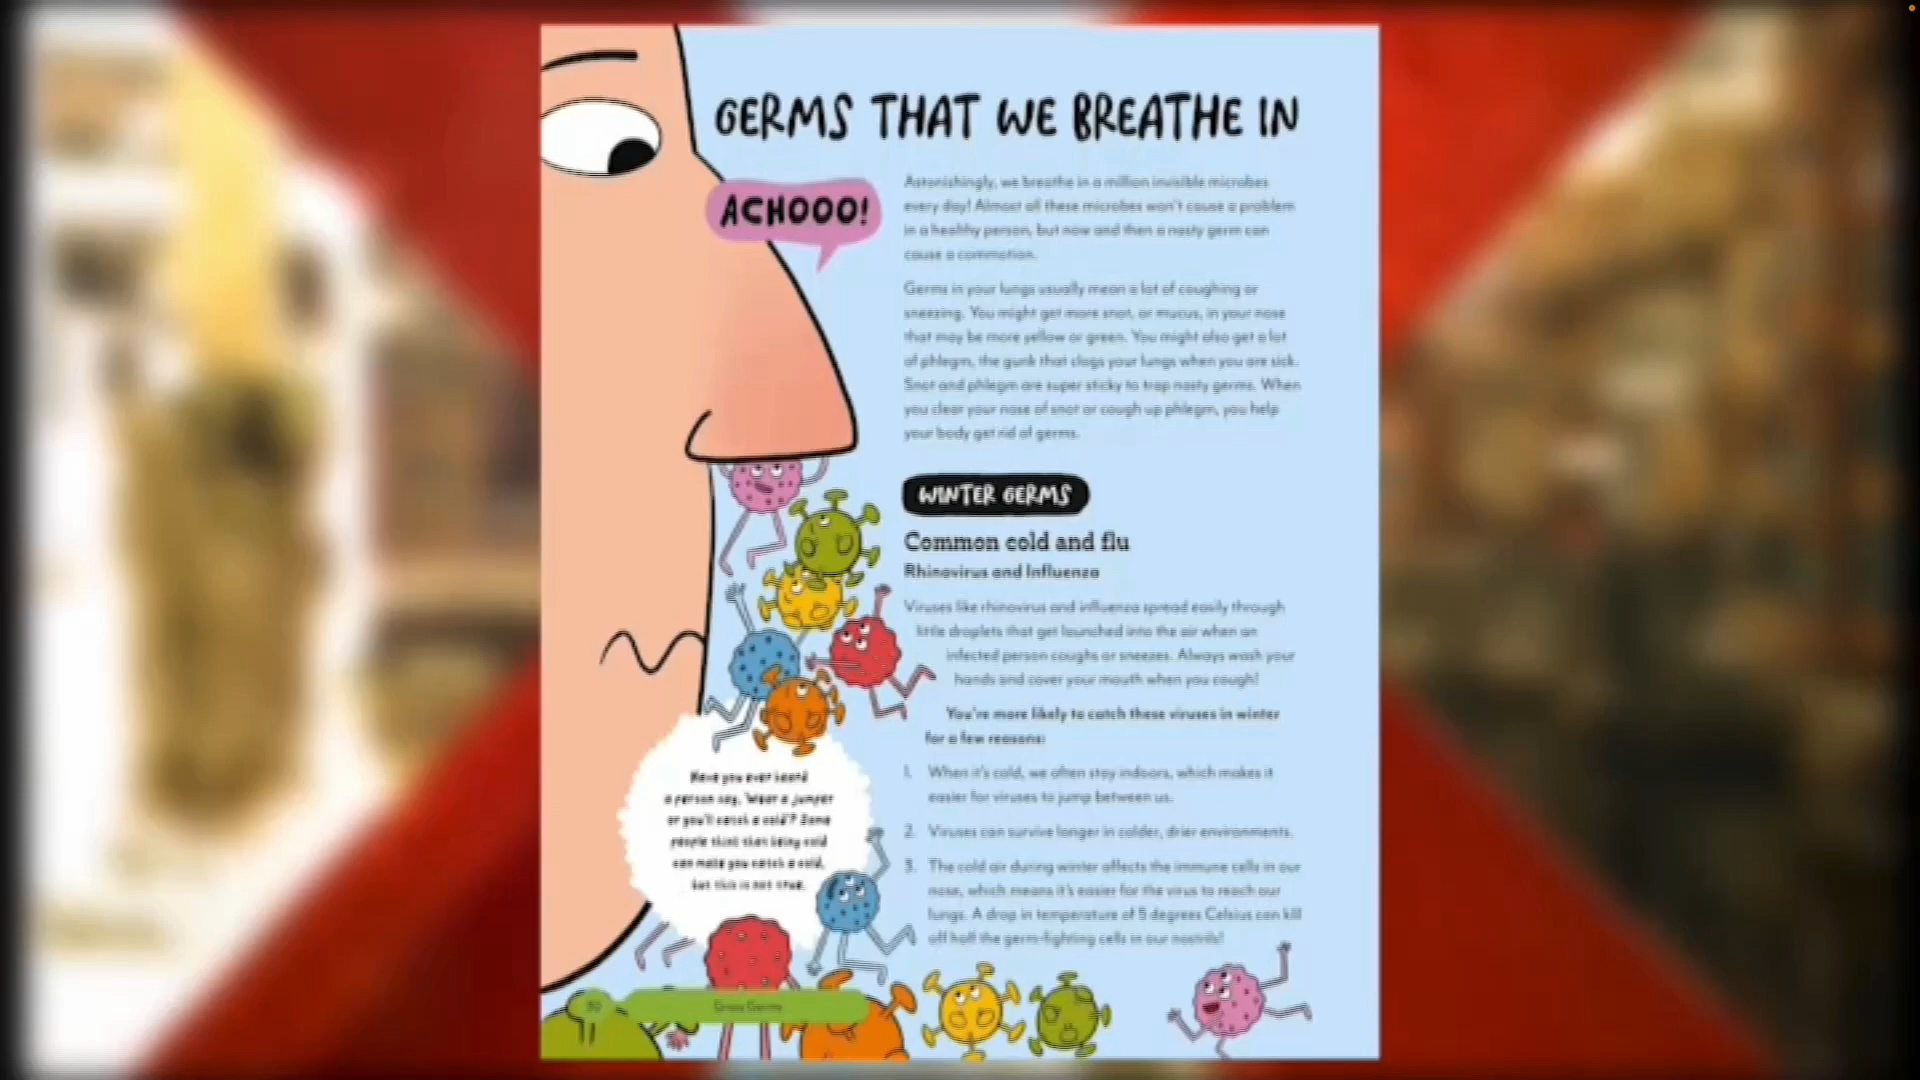 GERMS THAT WE BREATHE IN
ACHOOO!
Astonishingly, we breathe in a million invisible microbes
every day! Almost all these microbes won't cause a problem
in a healthy person, but now and then a nasty germ can
cause a commotion.
Germs in your lungs usually mean a lot of coughing or
sneezing. You might get more snot, or mucus, in your nose
that may be more yellow or green. You might also get a lot
of phlegm, the gunk that clogs your lungs when you are sick.
Snot and phlegm are super sticky to trap nasty germs. When
you clear your nose of snot or cough up phlegm, you help
your body get rid of germs.
WINTER GERMS
Common cold and flu
Rhinovirus and Influenza
Viruses like rhinovirus and influenza spread easily through
little droplets that get launched into the air when an
infected person coughs or sneezes. Always wash your
hands and cover your mouth when you cough!
You're more likely to catch these viruses in winter
for a few reasons:
1. When it's cold, we often stay indoors, which makes it
easier for viruses to jump between us.
2. Viruses can survive longer in colder, drier environments.
3. The cold air during winter affects the immune cells in our
nose, which means it's easier for the virus to reach our
lungs. A drop in temperature of 5 degrees Celsius can kill
off half the germ-fighting cells in our nostrils!
Have you ever heard
a person say, 'Wear a jumper
or you'll catch a cold'? Some
people think that being cold
can make you catch a cold,
but this is not true.
Gross Germs